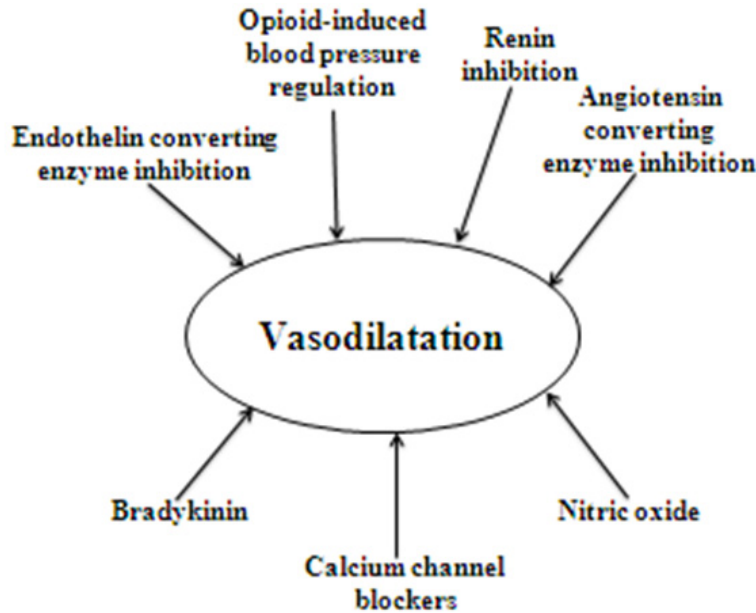 Opioid-induced
blood pressure
regulation
Renin
inhibition
Angiotensin
converting
enzyme inhibition
Endothelin converting
enzyme inhibition
Vasodilatation
Bradykinin
Calcium channel
blockers
Nitric oxide